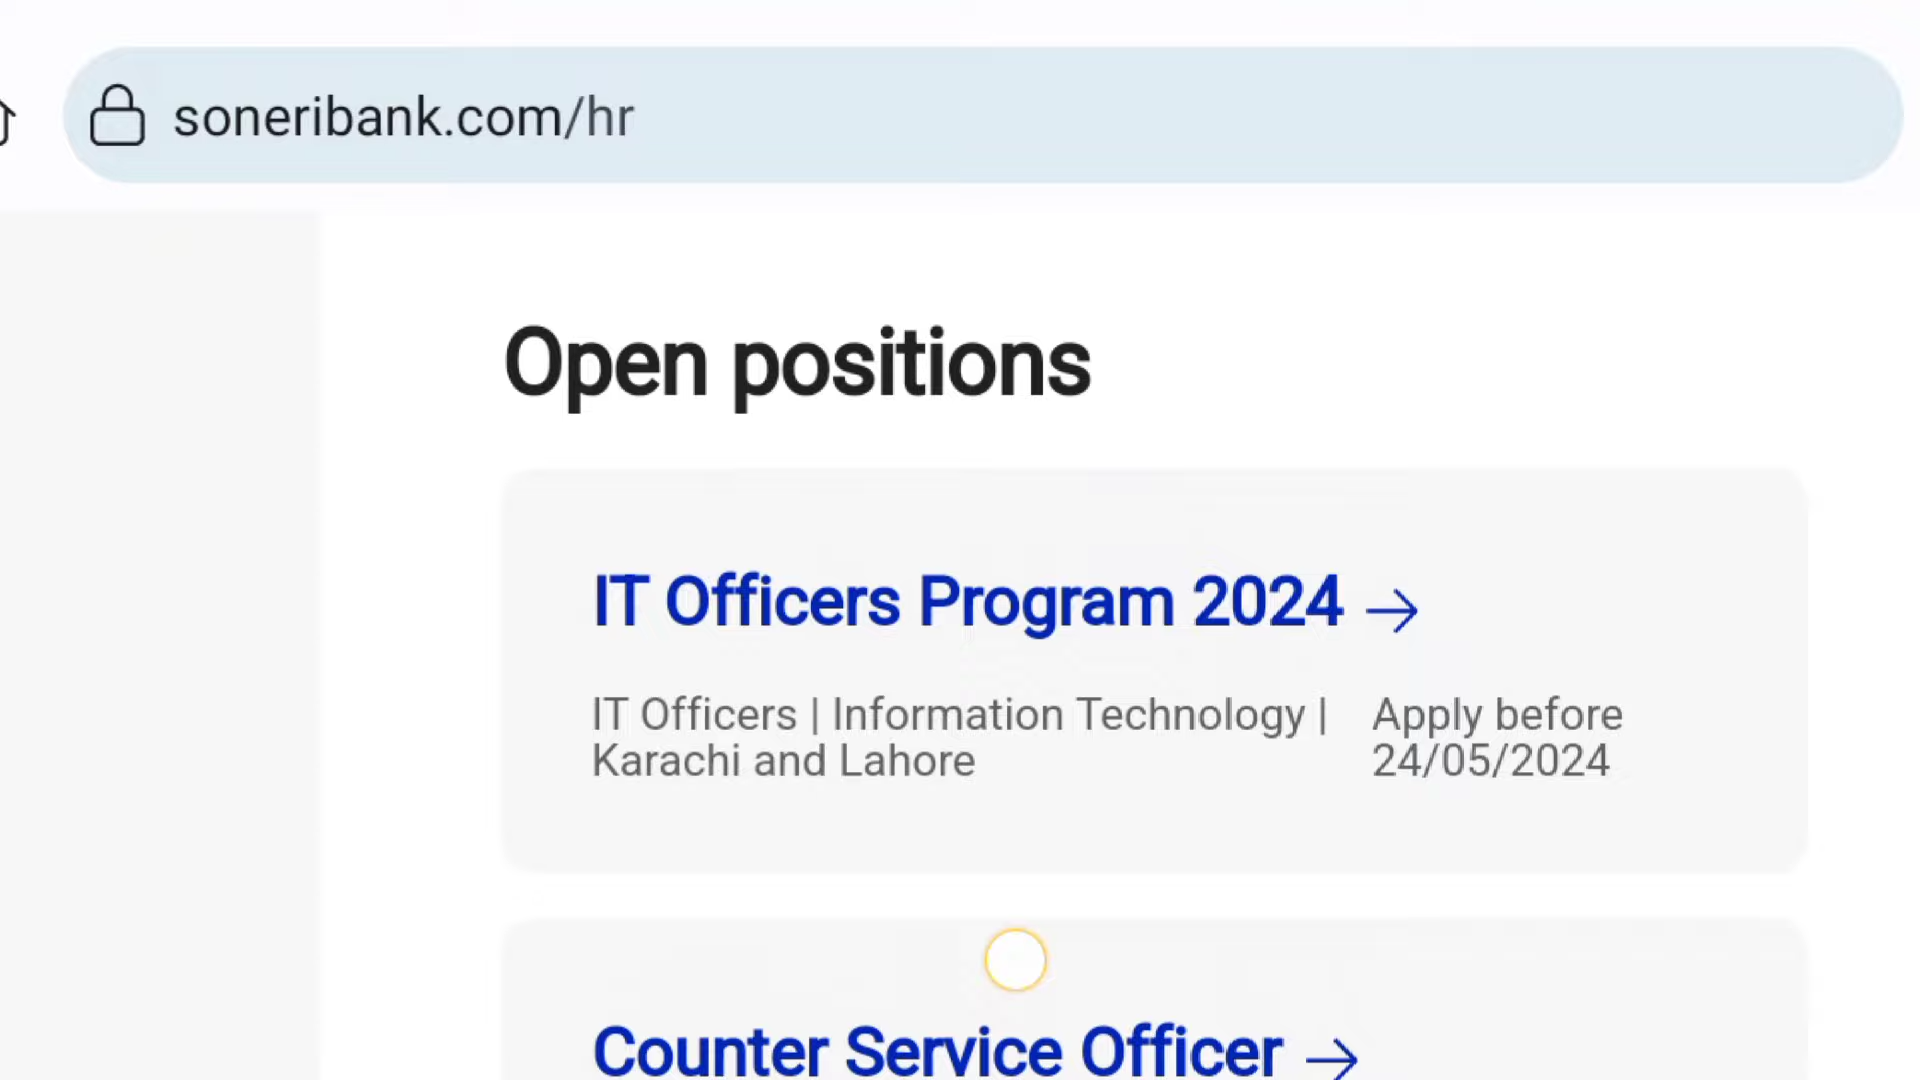 soneribank.com/hr
Open positions
IT Officers Program 2024 →
IT Officers | Information Technology |
Karachi and Lahore
Apply before
24/05/2024
Counter Service Officer →